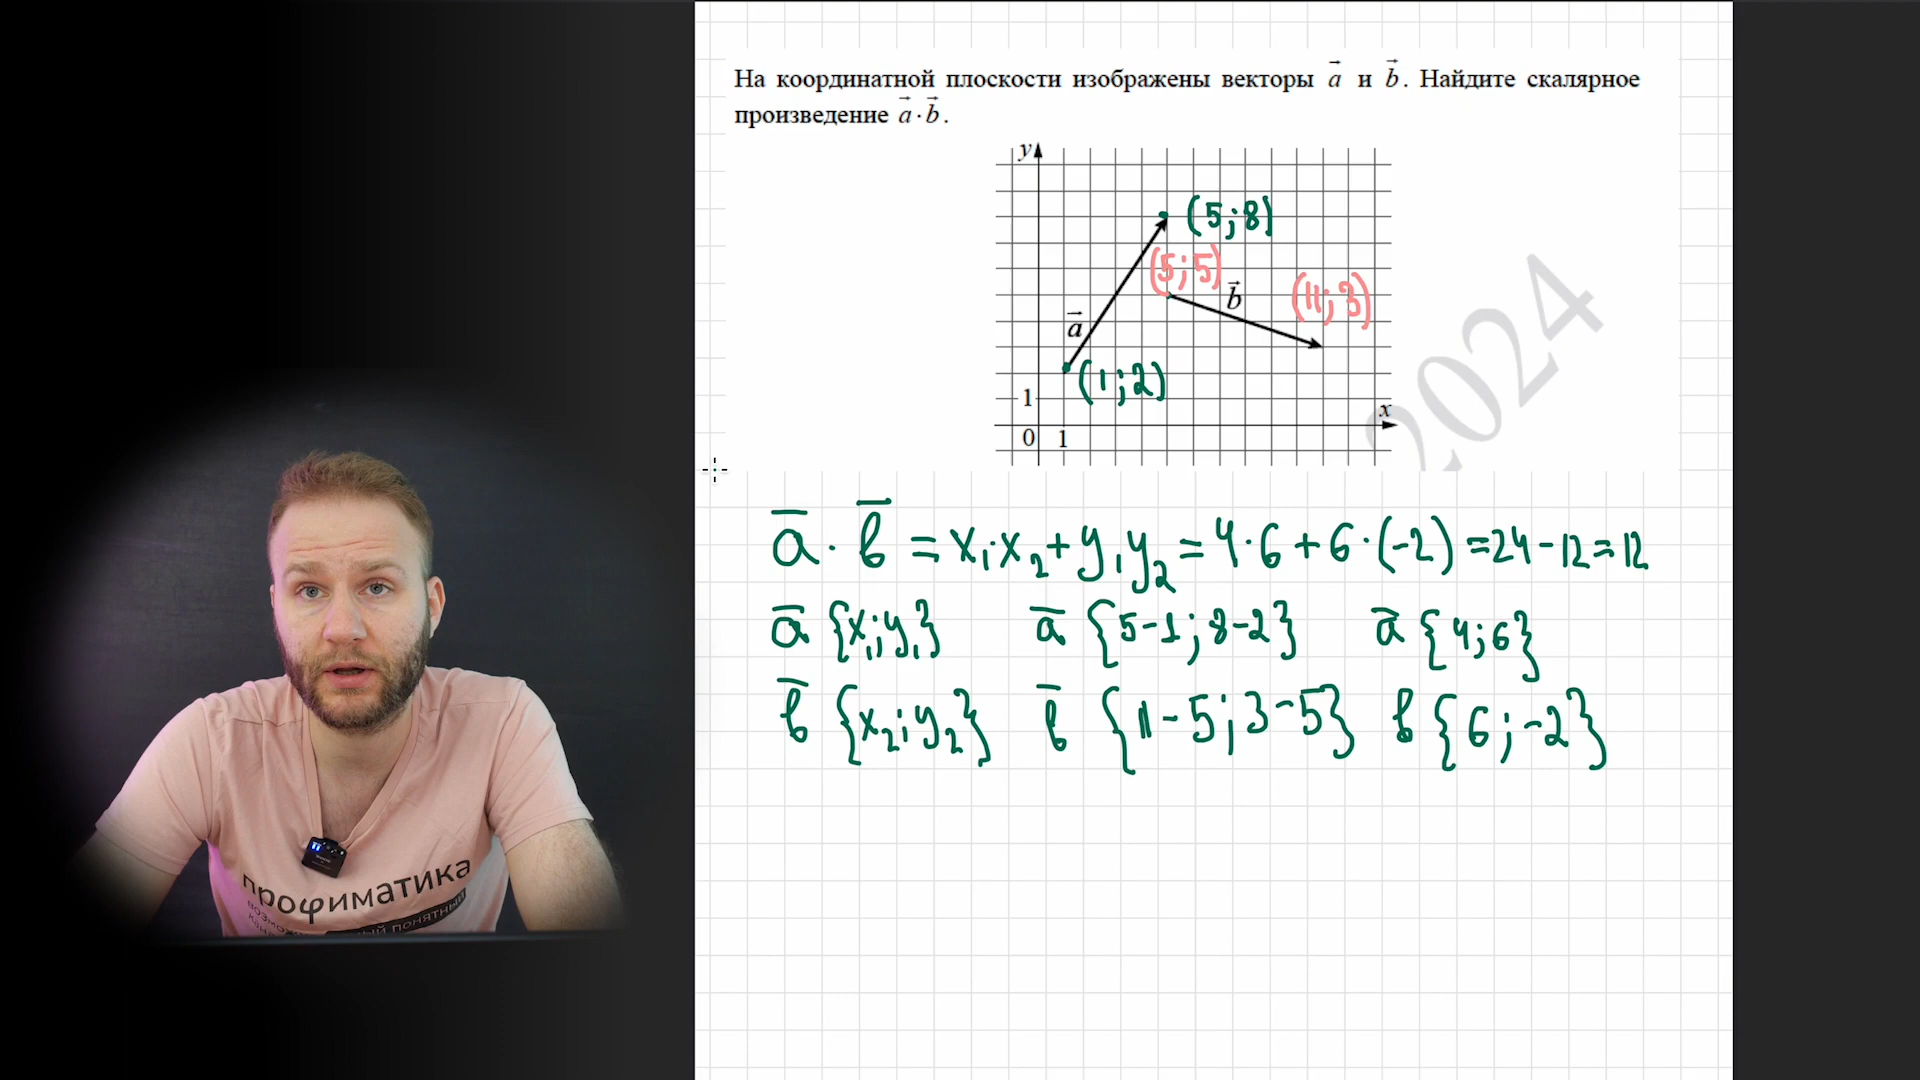 На координатной плоскости изображены векторы a⃗ и b⃗. Найдите скалярное
произведение a⃗·b⃗.
y
(5;8)
(5;5)
b⃗
(11;3)
a⃗
(1;2)
1
x
0 1
2024
a̅ · b̅ = x₁·x₂+y₁y₂=4·6+6·(-2)=24-12=12
a̅ {x₁;y₁} a̅ {5-1;8-2} a̅ {4;6}
b̅ {x₂;y₂} b̅ {11-5;3-5} b {6;-2}
профиматика
понятный